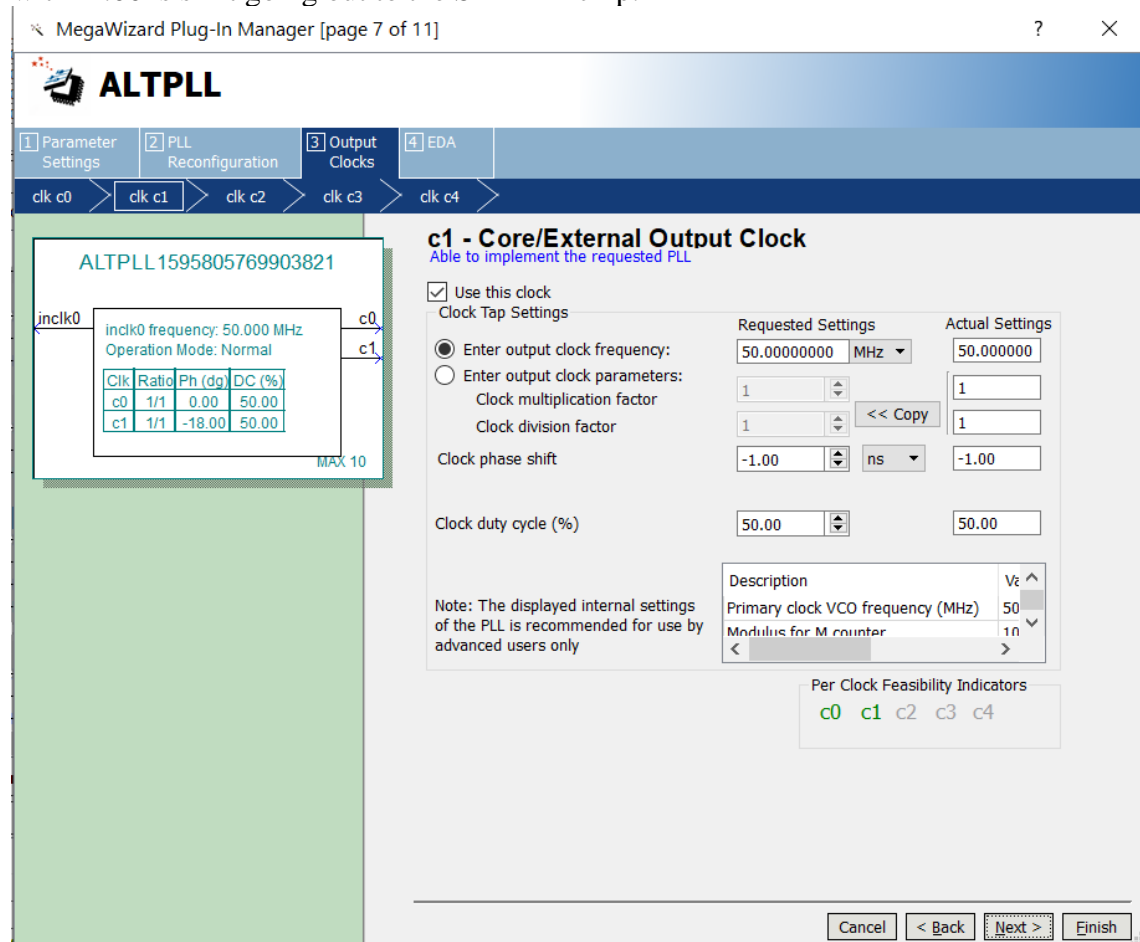 MegaWizard Plug-In Manager [page 7 of 11] ?
ALTPLL
1 Parameter Settings
2 PLL Reconfiguration
3 Output Clocks
4 EDA
clk c0 clk c1 clk c2 clk c3 clk c4
ALTPLL1595805769903821
inclk0
c0
c1
inclk0 frequency: 50.000 MHz
Operation Mode: Normal
Clk Ratio Ph (dg) DC (%)
c0 1/1 0.00 50.00
c1 1/1 -18.00 50.00
MAX 10
c1 - Core/External Output Clock
Able to implement the requested PLL
Use this clock
Clock Tap Settings
Requested Settings Actual Settings
Enter output clock frequency: 50.00000000 MHz 50.000000
Enter output clock parameters:
Clock multiplication factor 1 1
<< Copy
Clock division factor 1 1
Clock phase shift -1.00 ns -1.00
Clock duty cycle (%) 50.00 50.00
Description
Primary clock VCO frequency (MHz) 50
Modulus for M counter 10
Note: The displayed internal settings
of the PLL is recommended for use by
advanced users only
Per Clock Feasibility Indicators
c0 c1 c2 c3 c4
Cancel < Back Next > Finish